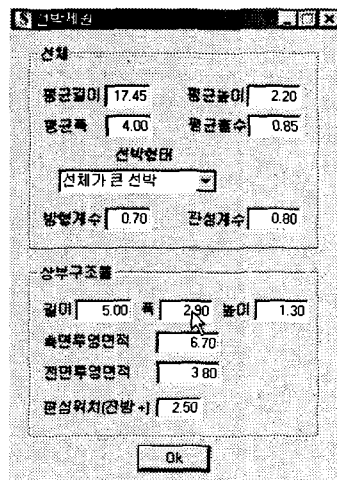 선박제원
선체
평균길이 17.45 평균높이 2.20
평균폭 4.00 평균흘수 0.85
선박형태
선체가 큰 선박
방형계수 0.70 관성계수 0.80
상부구조물
길이 5.00 폭 2.90 높이 1.30
측면투영면적 6.70
전면투영면적 3.80
편심위치(전방+) 2.50
Ok